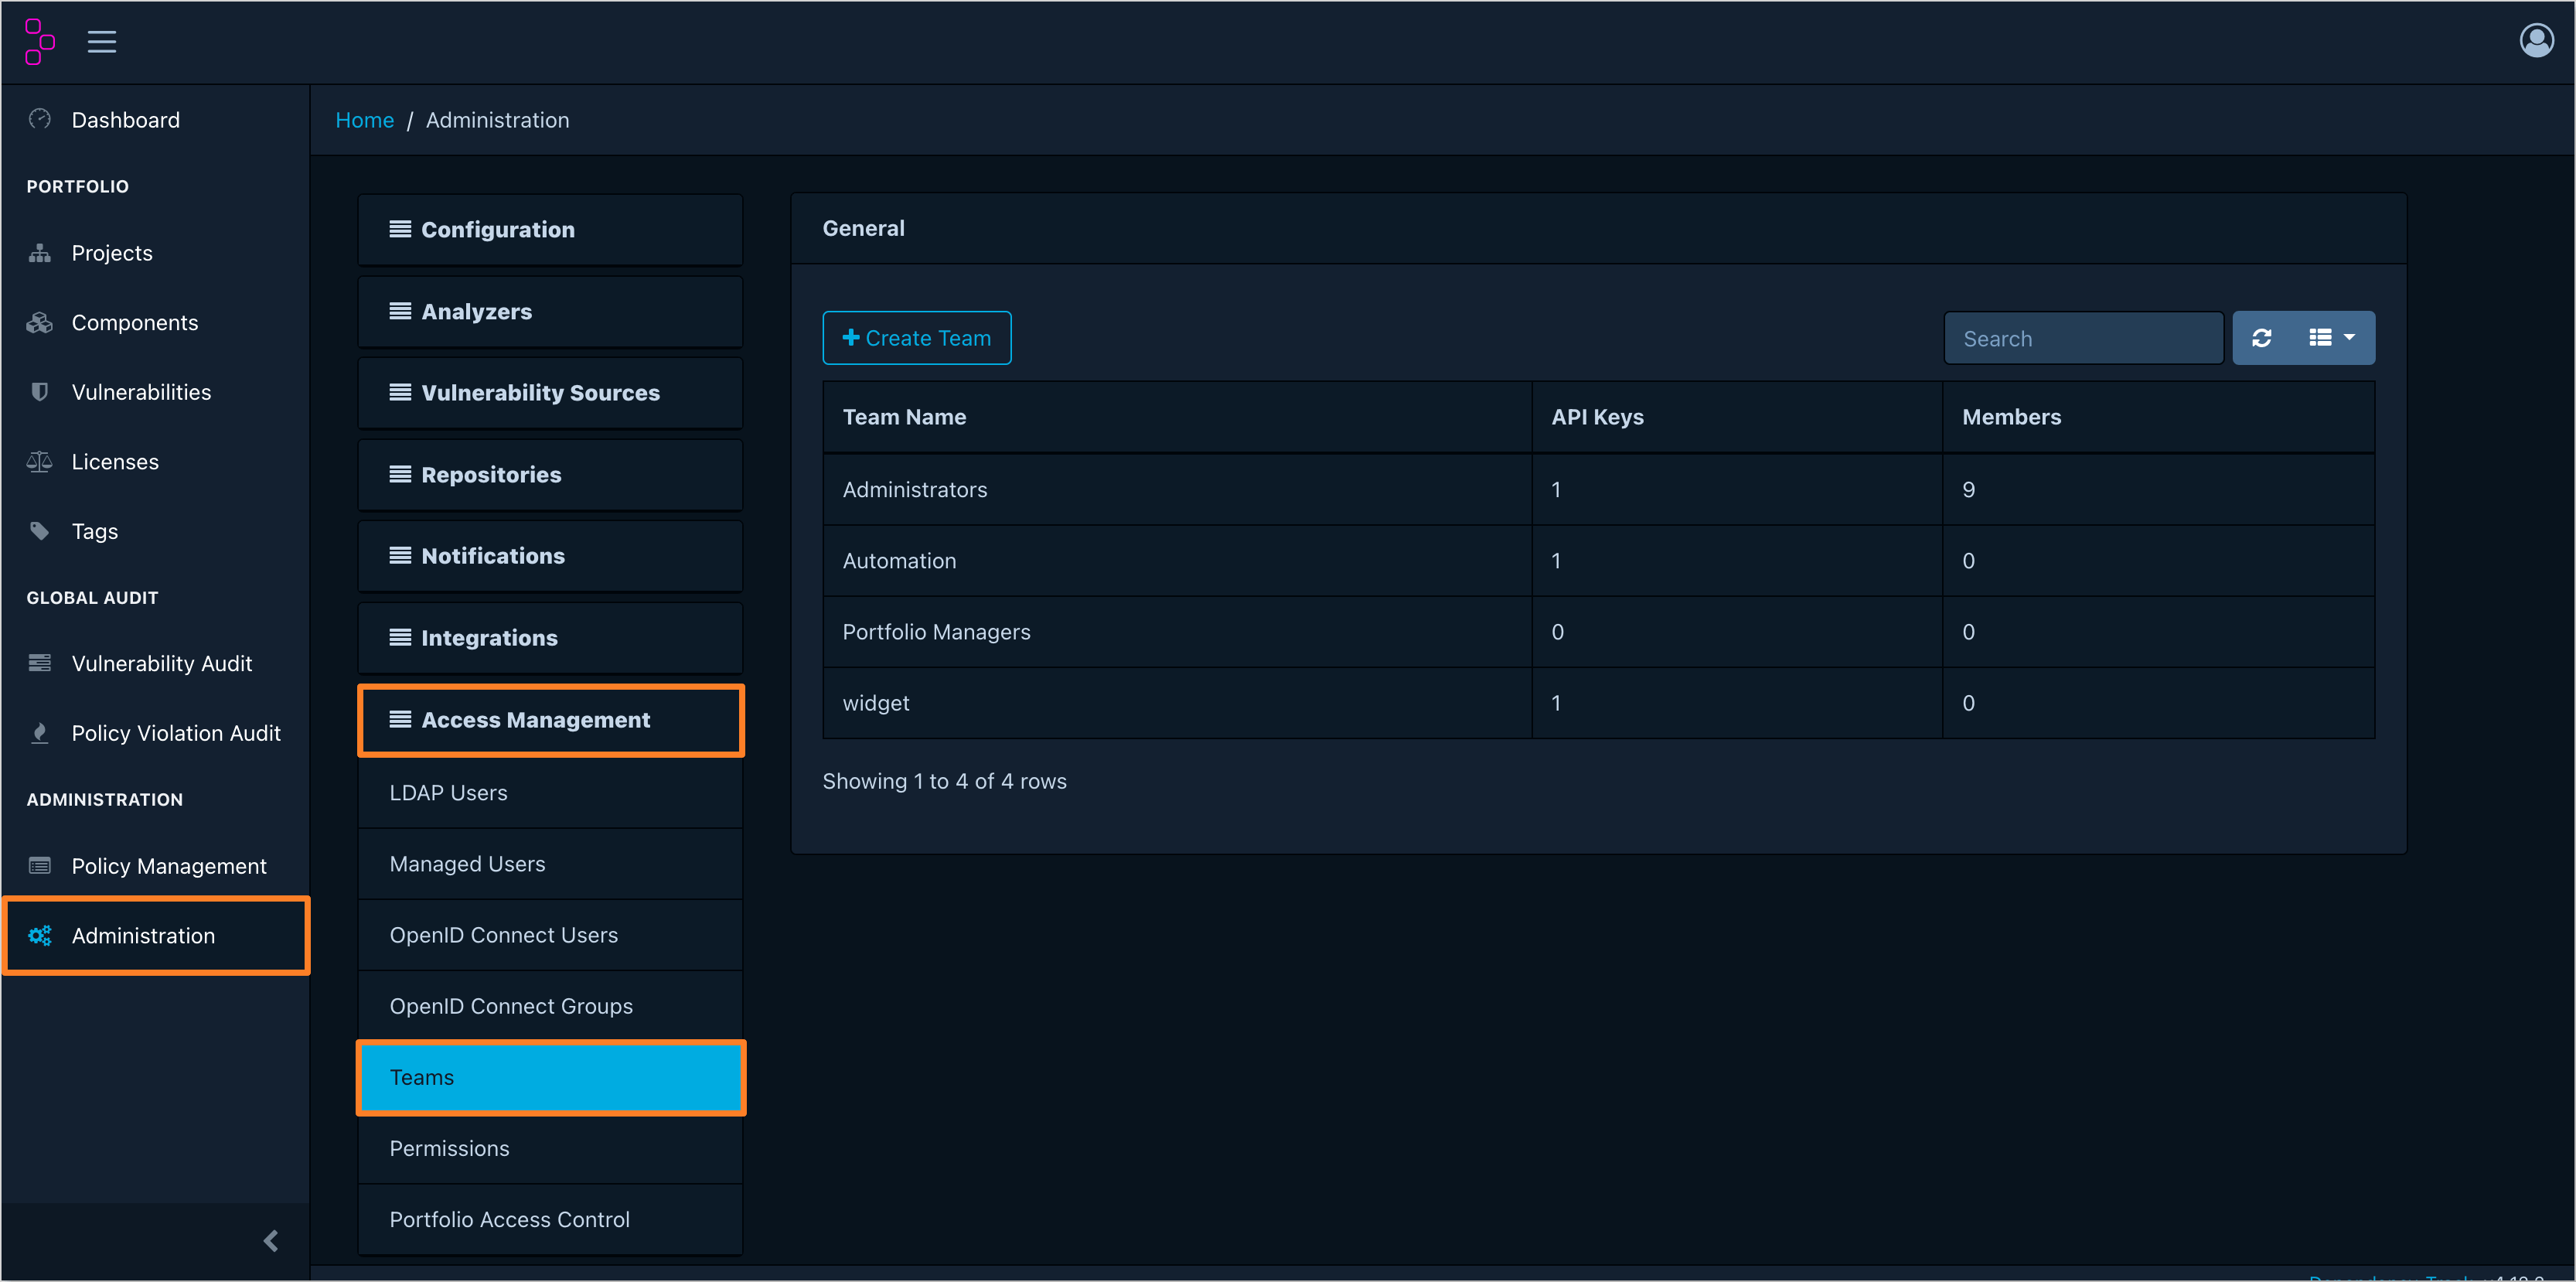 Dashboard
Home / Administration
PORTFOLIO
Projects
Components
Vulnerabilities
Licenses
Tags
GLOBAL AUDIT
Vulnerability Audit
Policy Violation Audit
ADMINISTRATION
Policy Management
Administration
Configuration
Analyzers
Vulnerability Sources
Repositories
Notifications
Integrations
Access Management
LDAP Users
Managed Users
OpenID Connect Users
OpenID Connect Groups
Teams
Permissions
Portfolio Access Control
General
Create Team
Search
Team Name API Keys Members
Administrators 1 9
Automation 1 0
Portfolio Managers 0 0
widget 1 0
Showing 1 to 4 of 4 rows